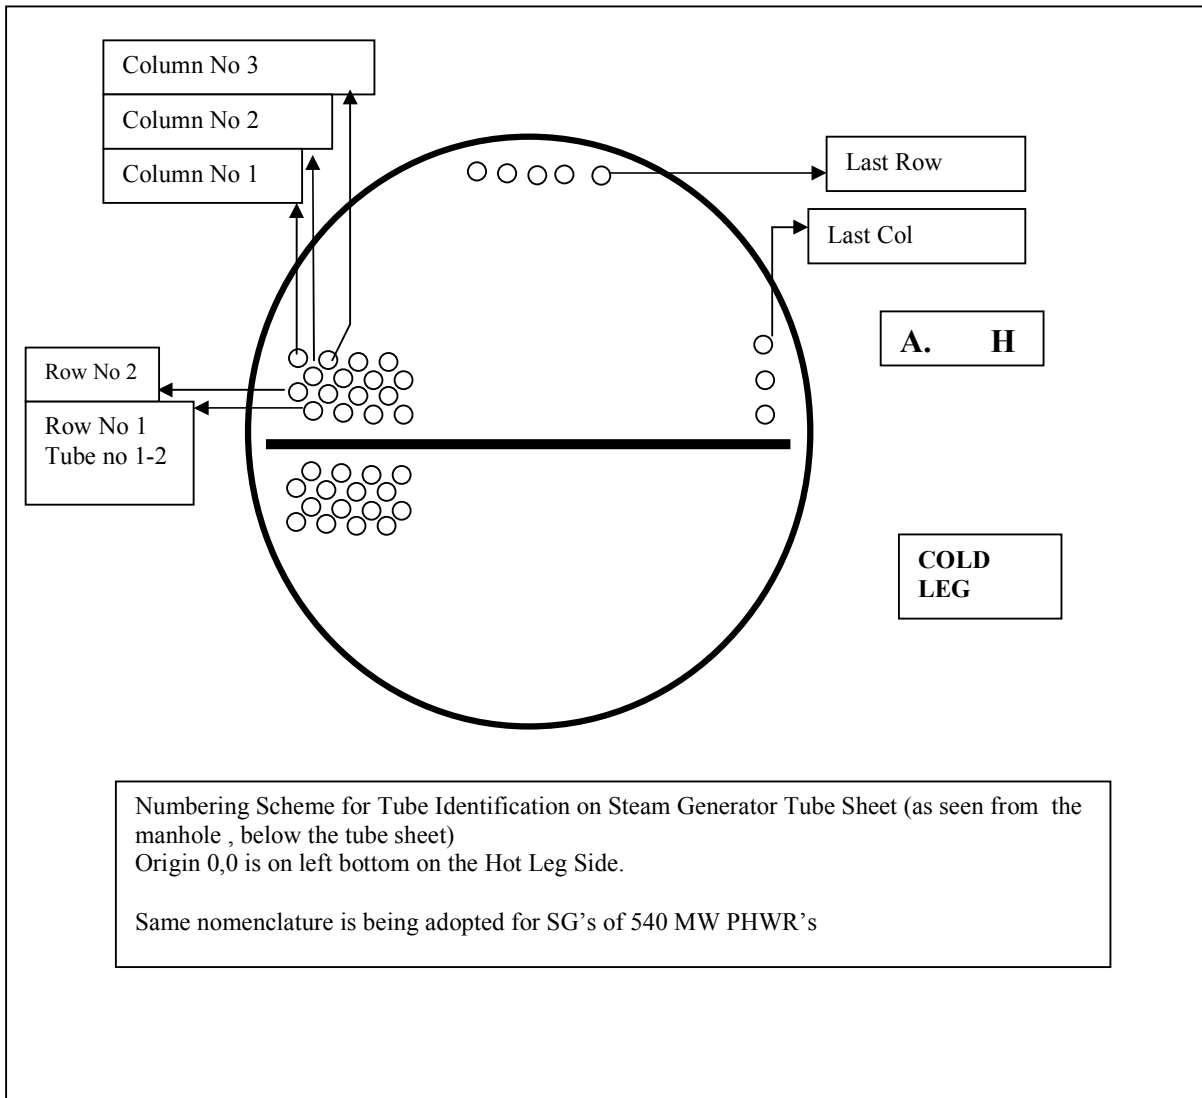 Column No 3
Column No 2
Column No 1
Last Row
Last Col
A. H
Row No 2
Row No 1
Tube no 1-2
COLD
LEG
Numbering Scheme for Tube Identification on Steam Generator Tube Sheet (as seen from the
manhole , below the tube sheet)
Origin 0,0 is on left bottom on the Hot Leg Side.
Same nomenclature is being adopted for SG’s of 540 MW PHWR’s